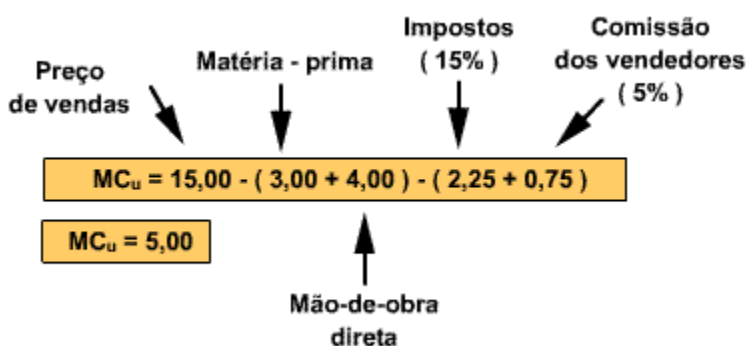 Impostos
( 15% )
Comissão
dos vendedores
( 5% )
Preço
de vendas
Matéria - prima
MCu = 15,00 - ( 3,00 + 4,00 ) - ( 2,25 + 0,75 )
MCu = 5,00
Mão-de-obra
direta